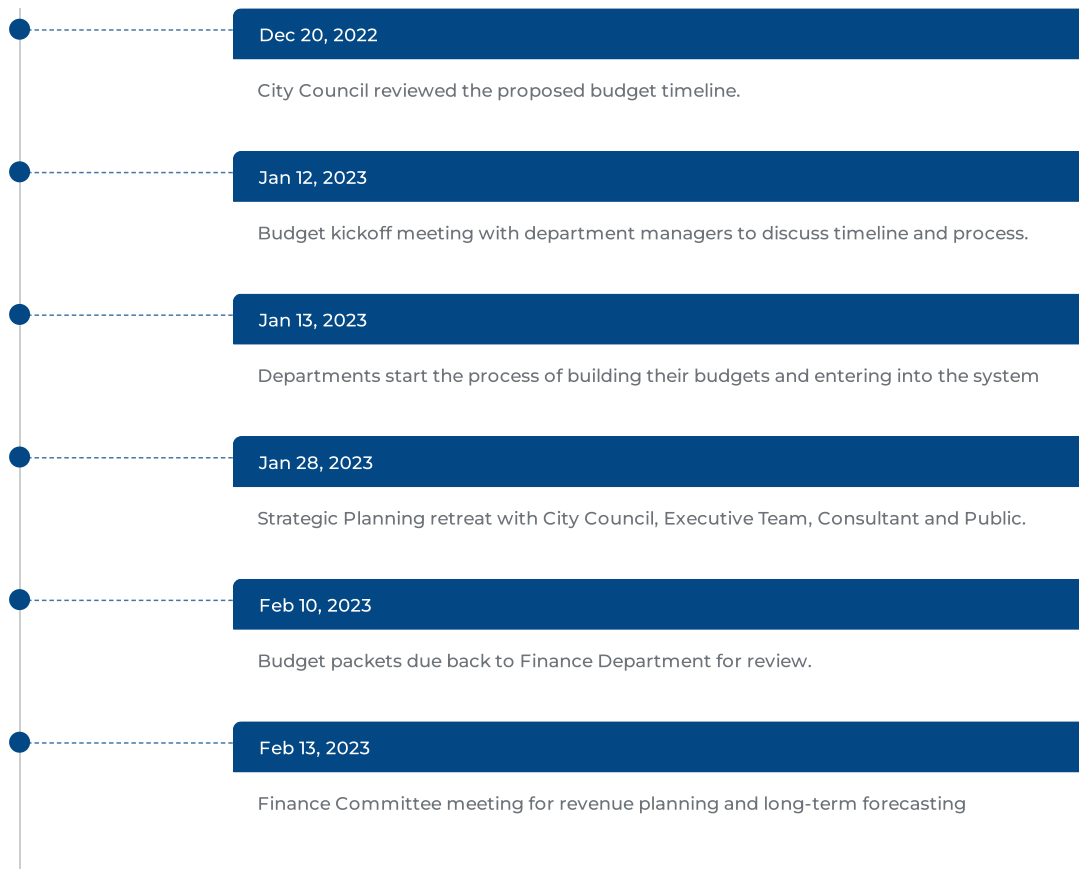 Dec 20, 2022
City Council reviewed the proposed budget timeline.
Jan 12, 2023
Budget kickoff meeting with department managers to discuss timeline and process.
Jan 13, 2023
Departments start the process of building their budgets and entering into the system
Jan 28, 2023
Strategic Planning retreat with City Council, Executive Team, Consultant and Public.
Feb 10, 2023
Budget packets due back to Finance Department for review.
Feb 13, 2023
Finance Committee meeting for revenue planning and long-term forecasting